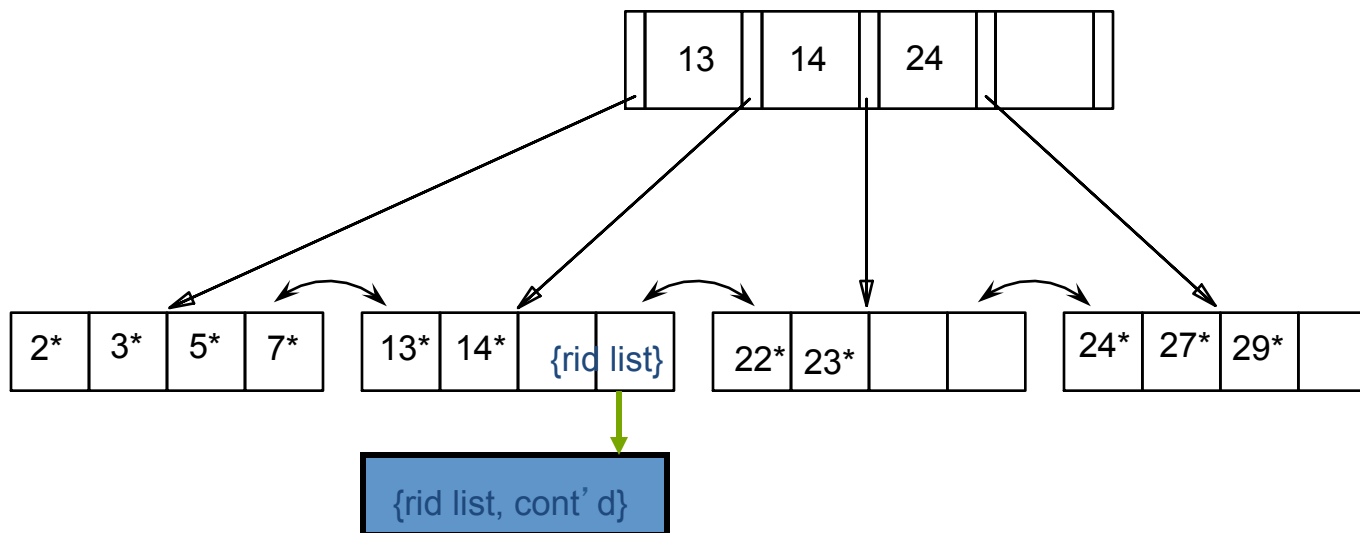 13 14 24
2* 3* 5* 7* 13* 14* {rid list} 22* 23* 24* 27* 29*
{rid list, cont’ d}